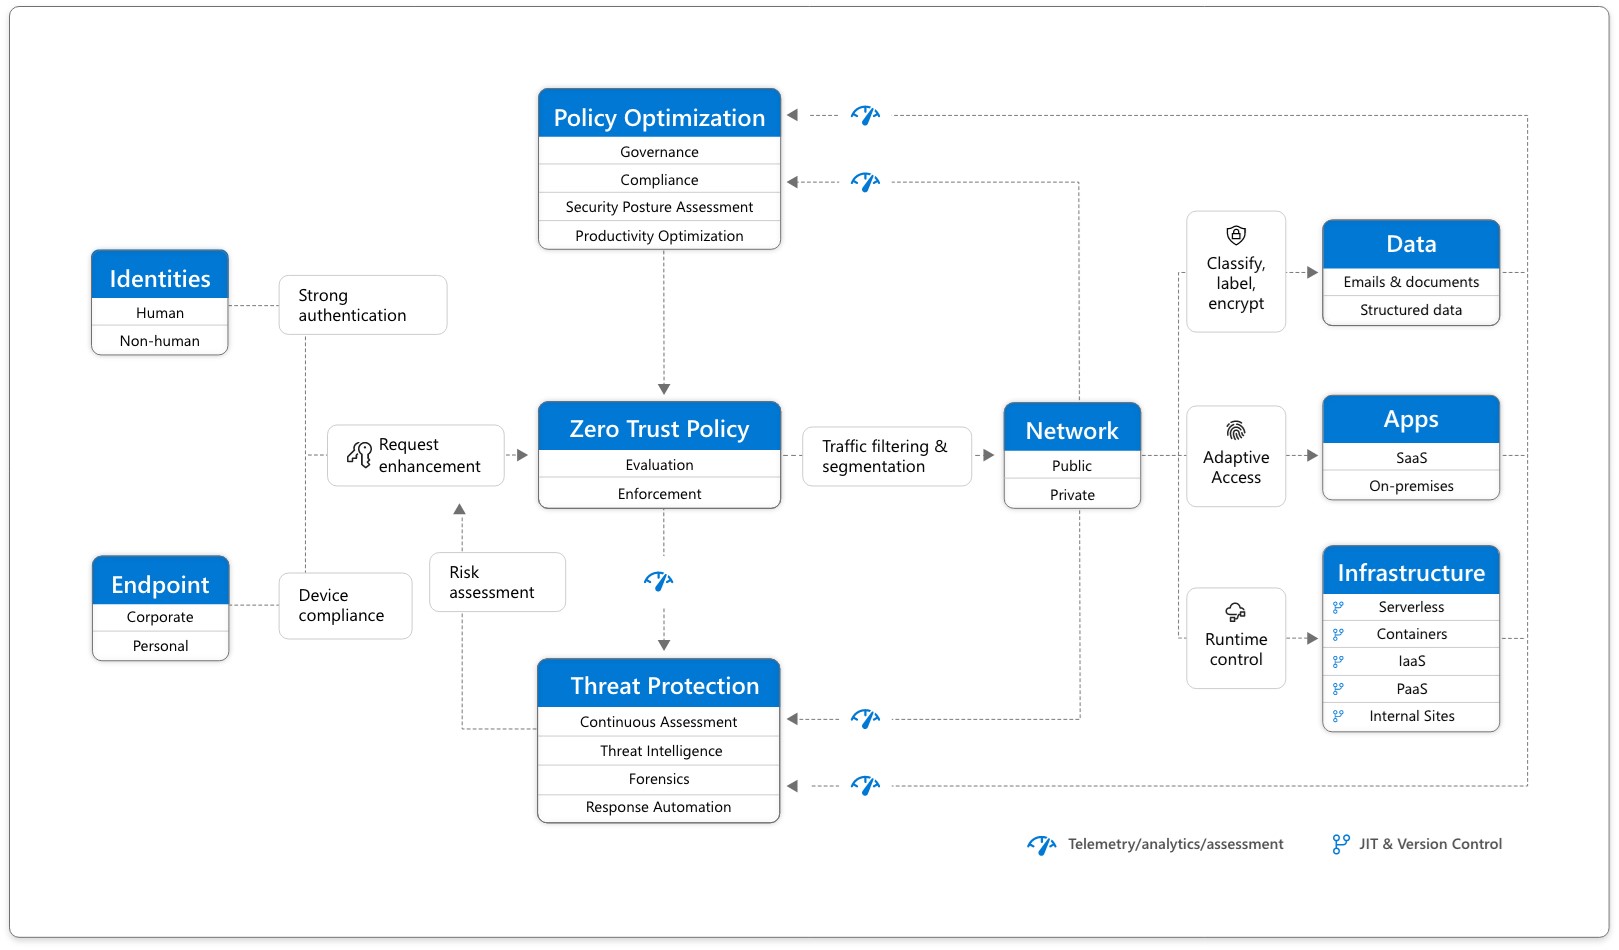 Policy Optimization
Governance
Compliance
Security Posture Assessment
Productivity Optimization
Identities
Human
Non-human
Strong
authentication
Endpoint
Corporate
Personal
Device
compliance
Request
enhancement
Risk
assessment
Zero Trust Policy
Evaluation
Enforcement
Threat Protection
Continuous Assessment
Threat Intelligence
Forensics
Response Automation
Traffic filtering &
segmentation
Network
Public
Private
Classify,
label,
encrypt
Data
Emails & documents
Structured data
Adaptive
Access
Apps
SaaS
On-premises
Runtime
control
Infrastructure
Serverless
Containers
IaaS
PaaS
Internal Sites
Telemetry/analytics/assessment
JIT & Version Control